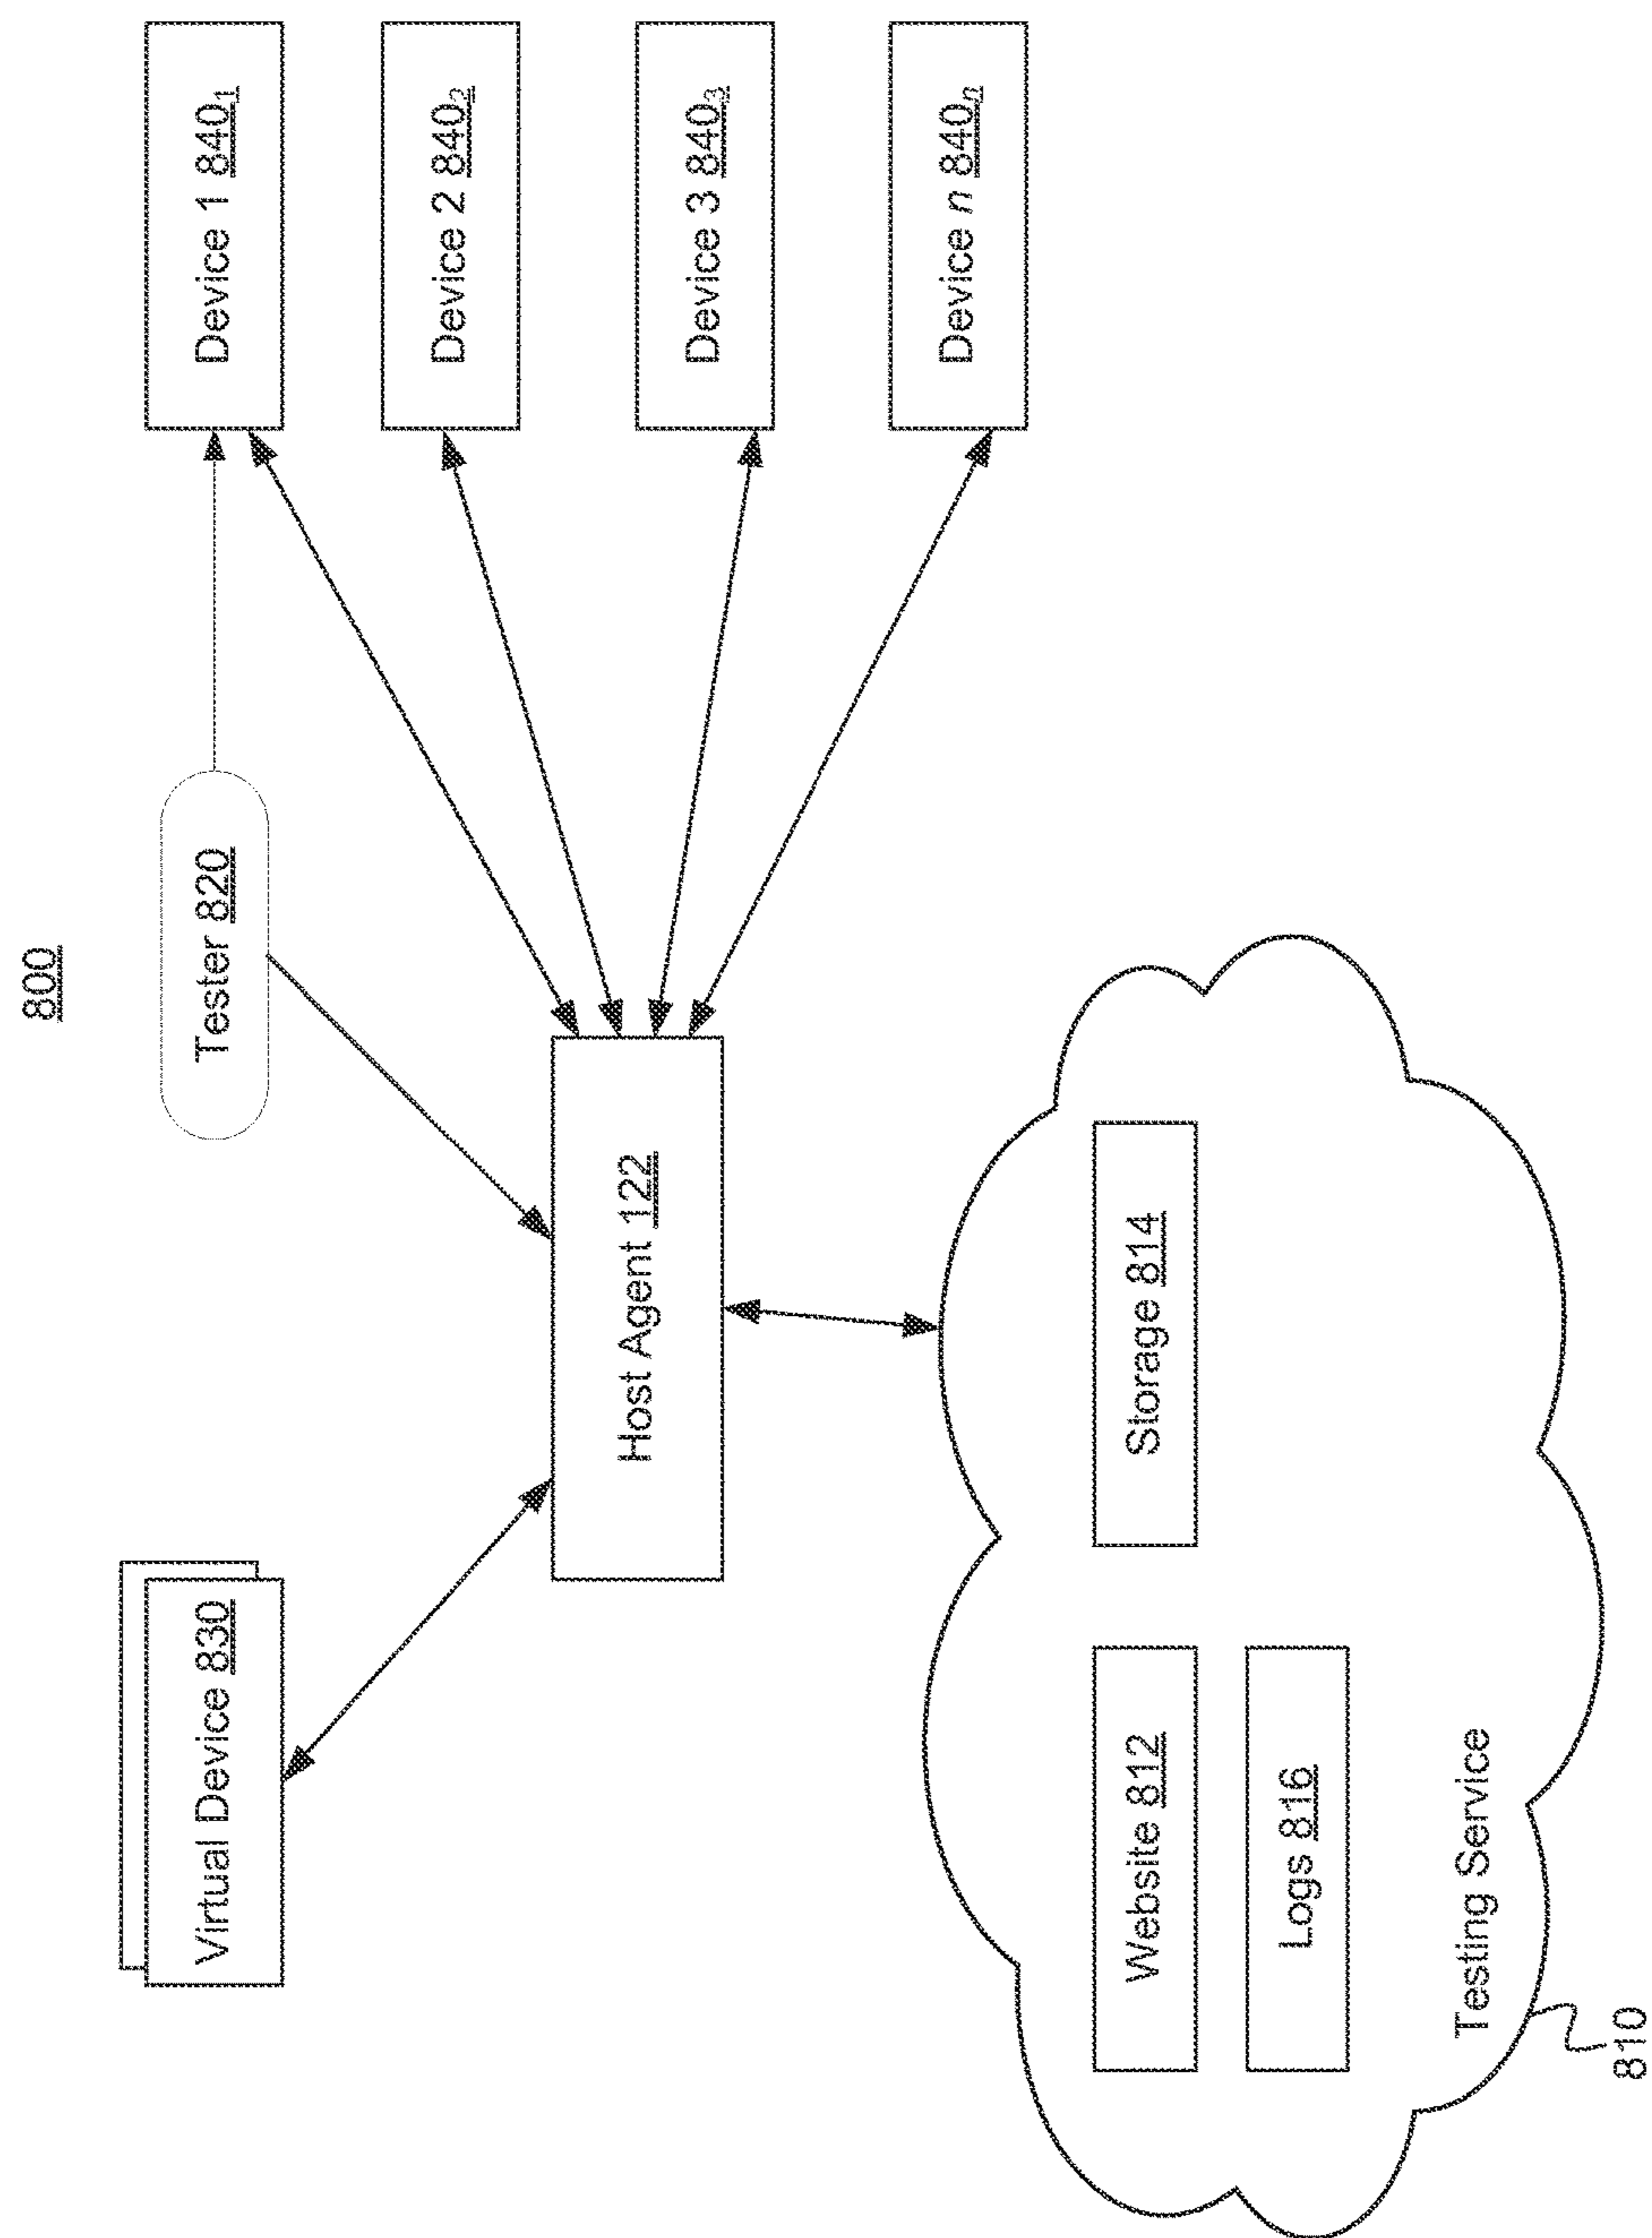 800
Virtual Device 830
Tester 820
Device 1 840₁
Device 2 840₂
Host Agent 122
Device 3 840₃
Device n 840ₙ
Website 812
Storage 814
Logs 816
Testing Service
810